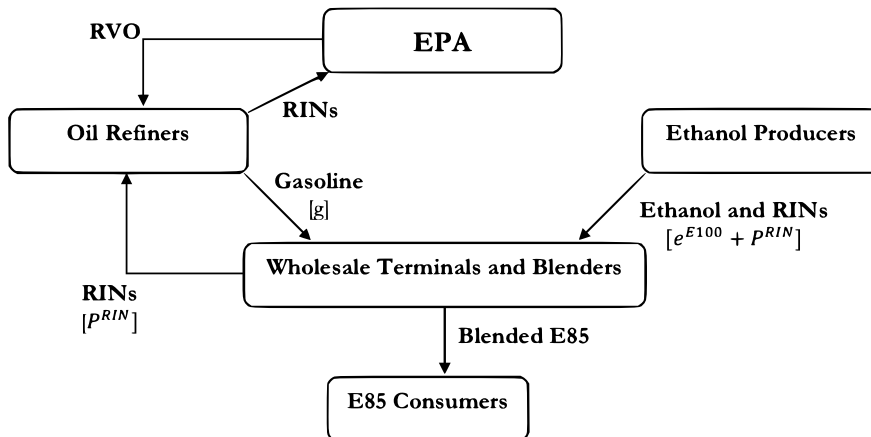 RVO
EPA
RINs
Oil Refiners
Ethanol Producers
Gasoline
[g]
Ethanol and RINs
[e^{E100} + P^{RIN}]
Wholesale Terminals and Blenders
RINs
[P^{RIN}]
Blended E85
E85 Consumers